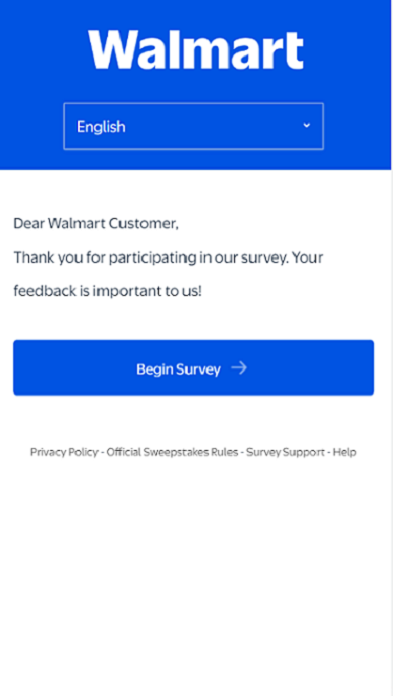 Walmart
English
Dear Walmart Customer,
Thank you for participating in our survey. Your
feedback is important to us!
Begin Survey →
Privacy Policy - Official Sweepstakes Rules - Survey Support - Help